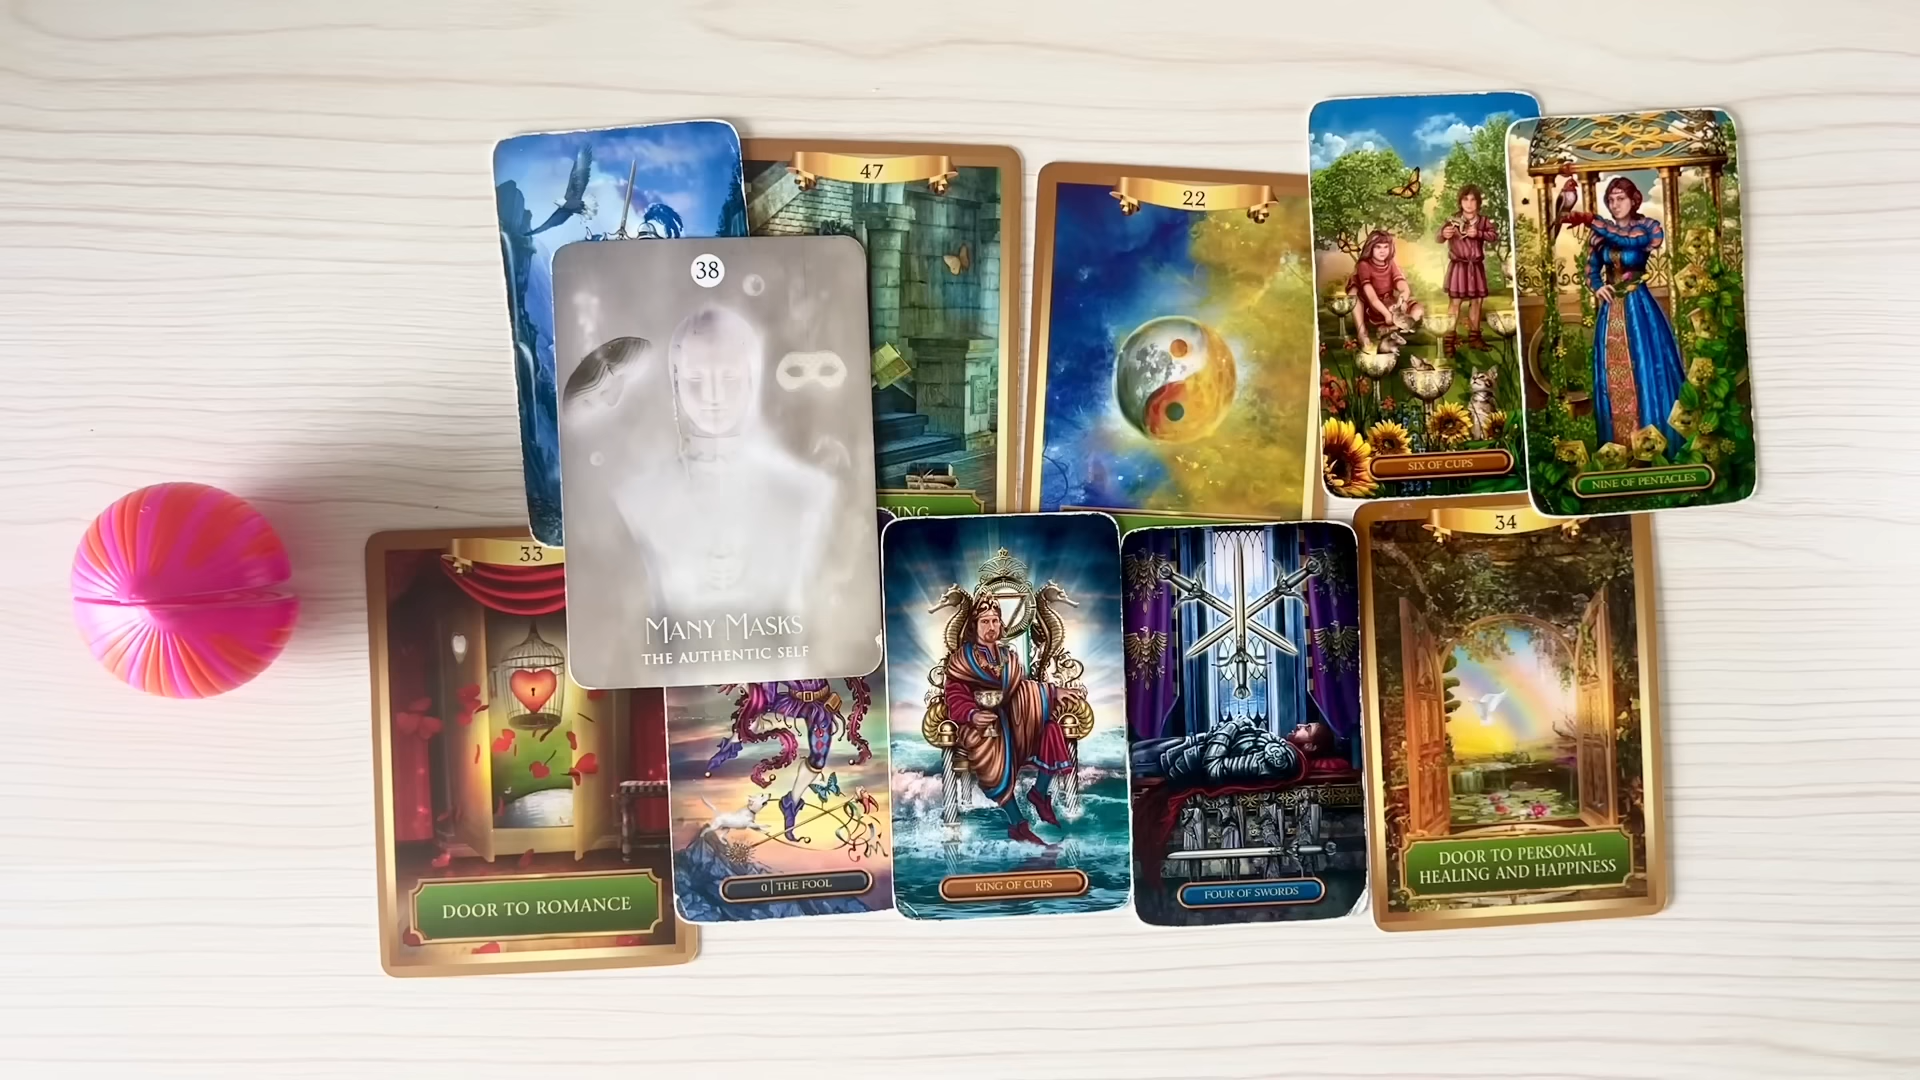 47
22
38
SIX OF CUPS
NINE OF PENTACLES
KING
MANY MASKS
THE AUTHENTIC SELF
33
34
DOOR TO ROMANCE
0 | THE FOOL
KING OF CUPS
FOUR OF SWORDS
DOOR TO PERSONAL
HEALING AND HAPPINESS